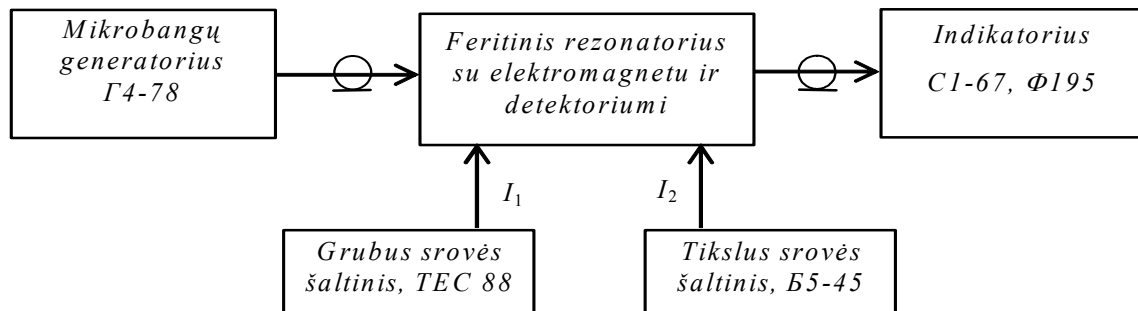 Mikrobangų
generatorius
Г4-78
Feritinis rezonatorius
su elektromagnetu ir
detektoriumi
Indikatorius
C1-67, Ф195
I₁
I₂
Grubus srovės
šaltinis, TEC 88
Tikslus srovės
šaltinis, Б5-45